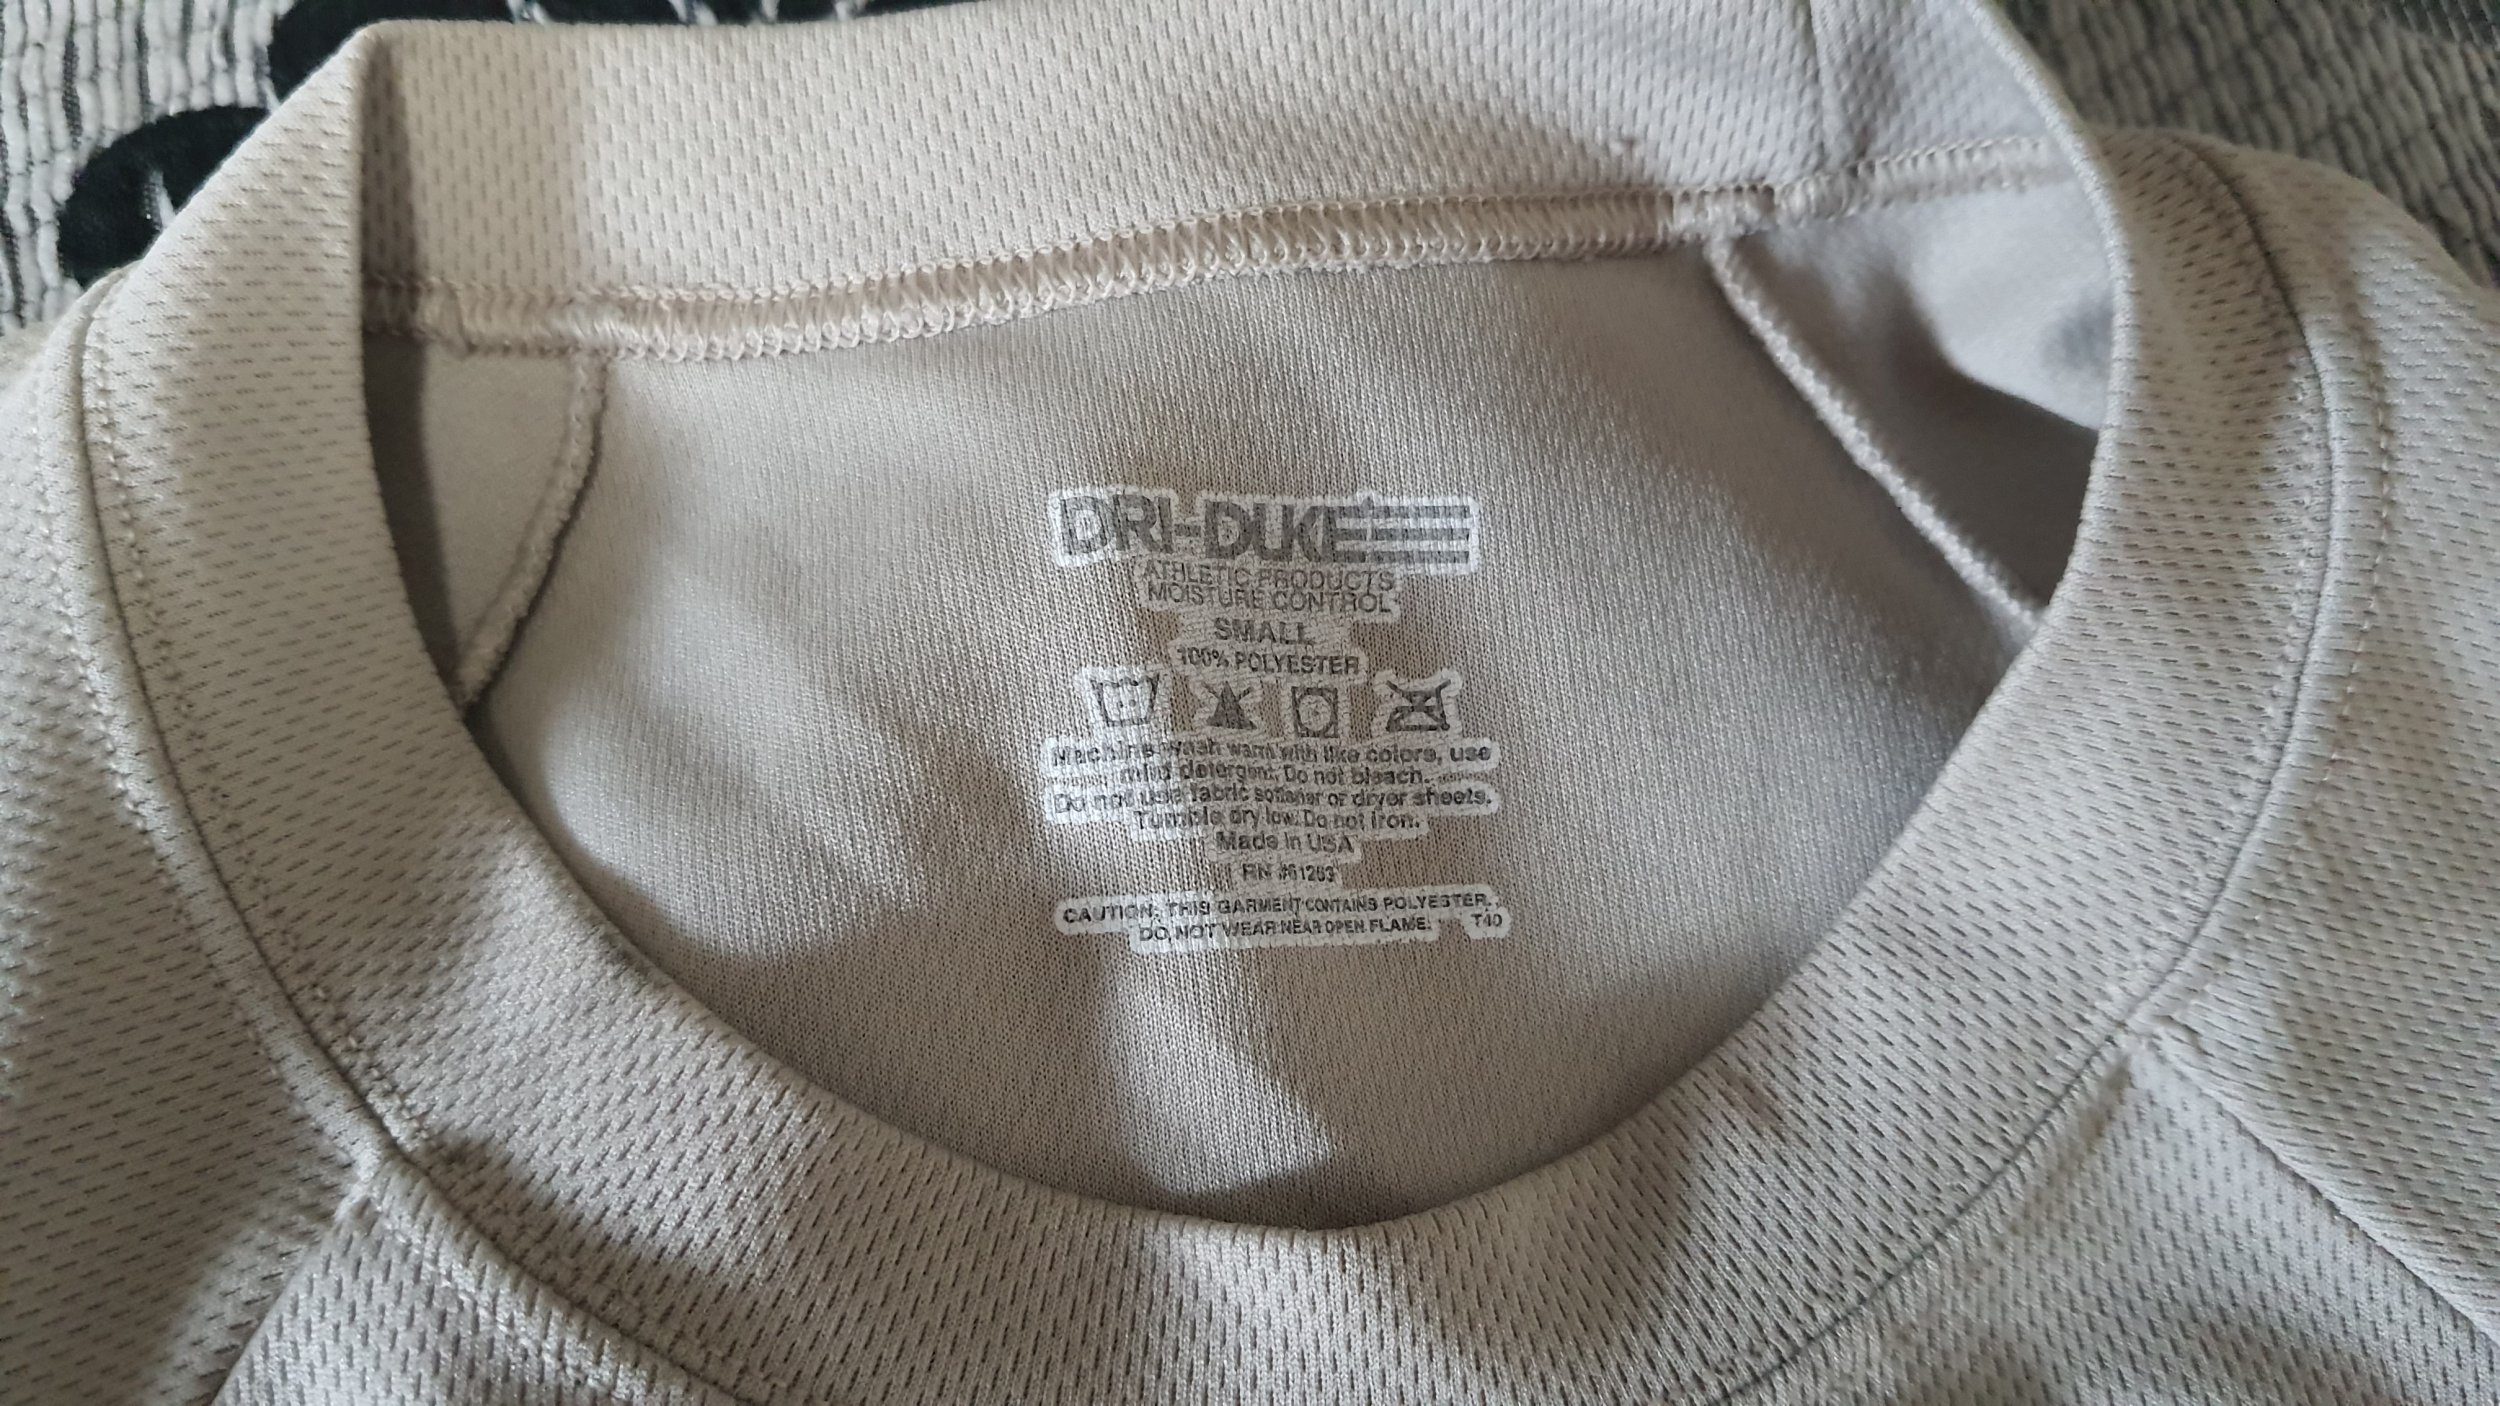 DRI-DUKE
ATHLETIC PRODUCTS
MOISTURE CONTROL
SMALL
100% POLYESTER
Machine wash warm with like colors, use
mild detergent. Do not bleach.
Do not use fabric softener or dryer sheets.
Tumble dry low. Do not iron.
Made in USA
RN #61263
CAUTION: THIS GARMENT CONTAINS POLYESTER.
DO NOT WEAR NEAR OPEN FLAME. T40